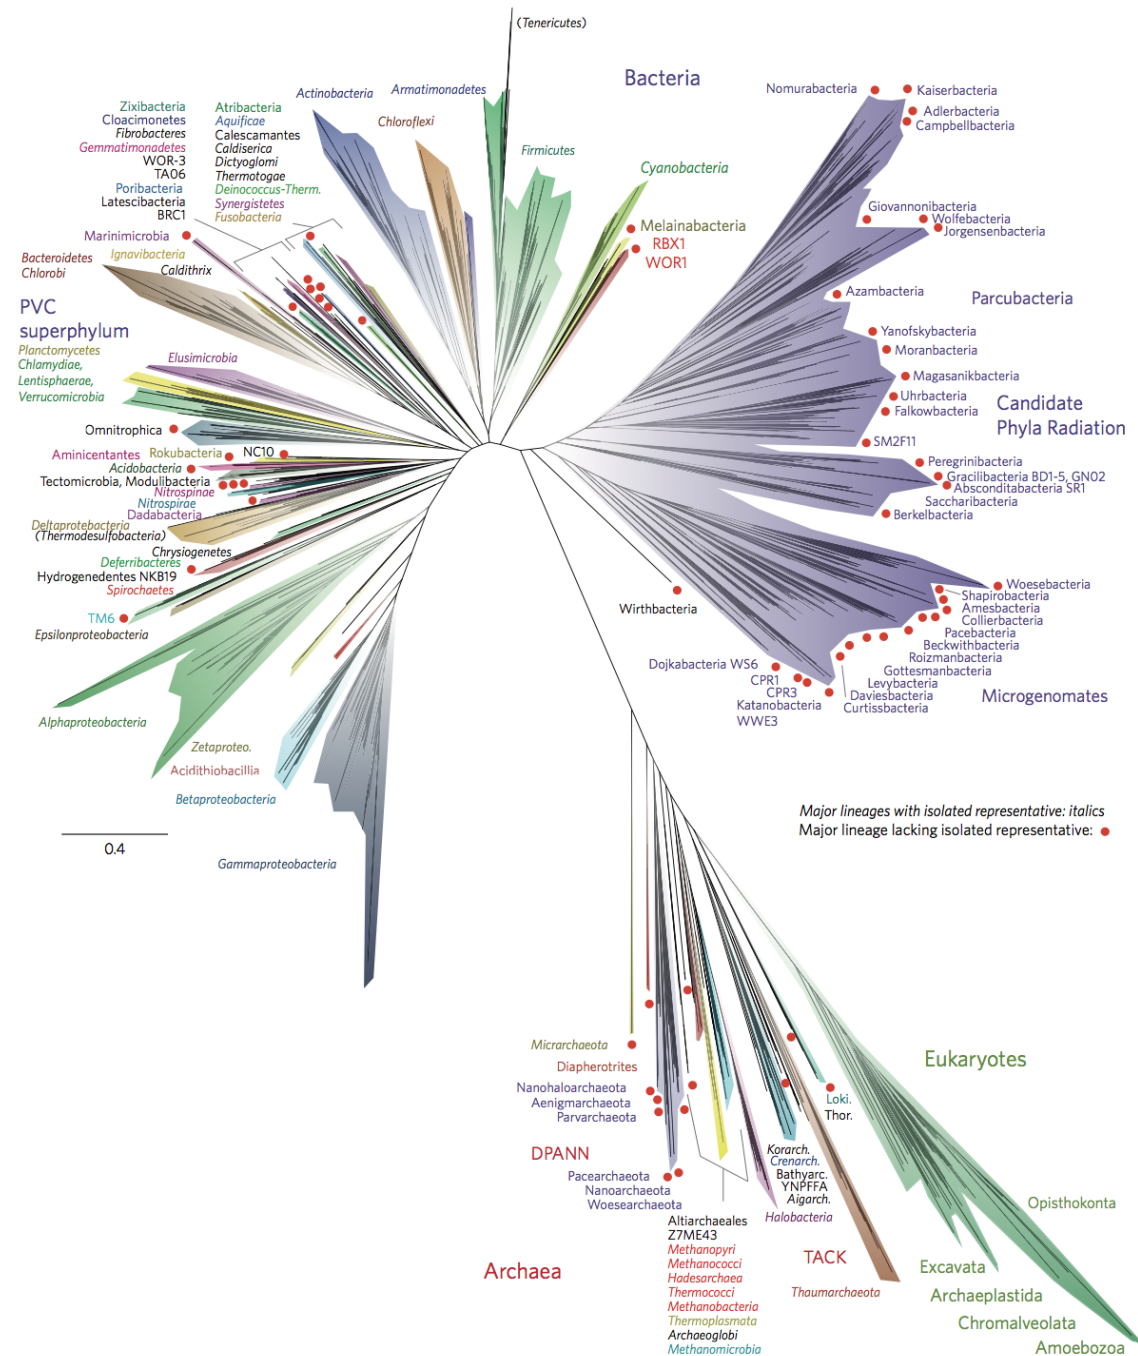 (Tenericutes)
Bacteria
Actinobacteria
Armatimonadetes
Nomurabacteria
Kaiserbacteria
Adlerbacteria
Campbellbacteria
Zixibacteria
Cloacimonetes
Fibrobacteres
Gemmatimonadetes
WOR-3
TA06
Poribacteria
Latescibacteria
BRC1
Atribacteria
Aquificae
Calescamantes
Caldiserica
Dictyoglomi
Thermotogae
Deinococcus-Therm.
Synergistetes
Fusobacteria
Chloroflexi
Firmicutes
Cyanobacteria
Melainabacteria
RBX1
WOR1
Giovannonibacteria
Wolfebacteria
Jorgensenbacteria
Marinimicrobia
Bacteroidetes
Chlorobi
Ignavibacteria
Caldithrix
Azambacteria
Parcubacteria
PVC
superphylum
Planctomycetes
Chlamydiae,
Lentisphaerae,
Verrucomicrobia
Elusimicrobia
Yanofskybacteria
Moranbacteria
Magasanikbacteria
Uhrbacteria
Falkowbacteria
Candidate
Phyla Radiation
SM2F11
Omnitrophica
Aminicentantes
Rokubacteria
NC10
Acidobacteria
Tectomicrobia, Modulibacteria
Nitrospinae
Nitrospirae
Dadabacteria
Deltaprotebacteria
(Thermodesulfobacteria)
Chrysiogenetes
Deferribacteres
Hydrogenedentes NKB19
Spirochaetes
TM6
Epsilonproteobacteria
Peregrinibacteria
Gracilibacteria BD1-5, GN02
Absconditabacteria SR1
Saccharibacteria
Berkelbacteria
Wirthbacteria
Woesebacteria
Shapirobacteria
Amesbacteria
Collierbacteria
Pacebacteria
Beckwithbacteria
Roizmanbacteria
Gottesmanbacteria
Levybacteria
Daviesbacteria
Curtissbacteria
Microgenomates
Dojkabacteria WS6
CPR1
CPR3
Katanobacteria
WWE3
Alphaproteobacteria
Zetaproteo.
Acidithiobacillia
Betaproteobacteria
Gammaproteobacteria
0.4
Major lineages with isolated representative: italics
Major lineage lacking isolated representative:
Micrarchaeota
Diapherotrites
Nanohaloarchaeota
Aenigmarchaeota
Parvarchaeota
DPANN
Pacearchaeota
Nanoarchaeota
Woesearchaeota
Archaea
Altiarchaeales
Z7ME43
Methanopyri
Methanococci
Hadesarchaea
Thermococci
Methanobacteria
Thermoplasmata
Archaeoglobi
Methanomicrobia
Halobacteria
Korarch.
Crenarch.
Bathyarc.
YNPFFA
Aigarch.
TACK
Thaumarchaeota
Loki.
Thor.
Eukaryotes
Opisthokonta
Excavata
Archaeplastida
Chromalveolata
Amoebozoa